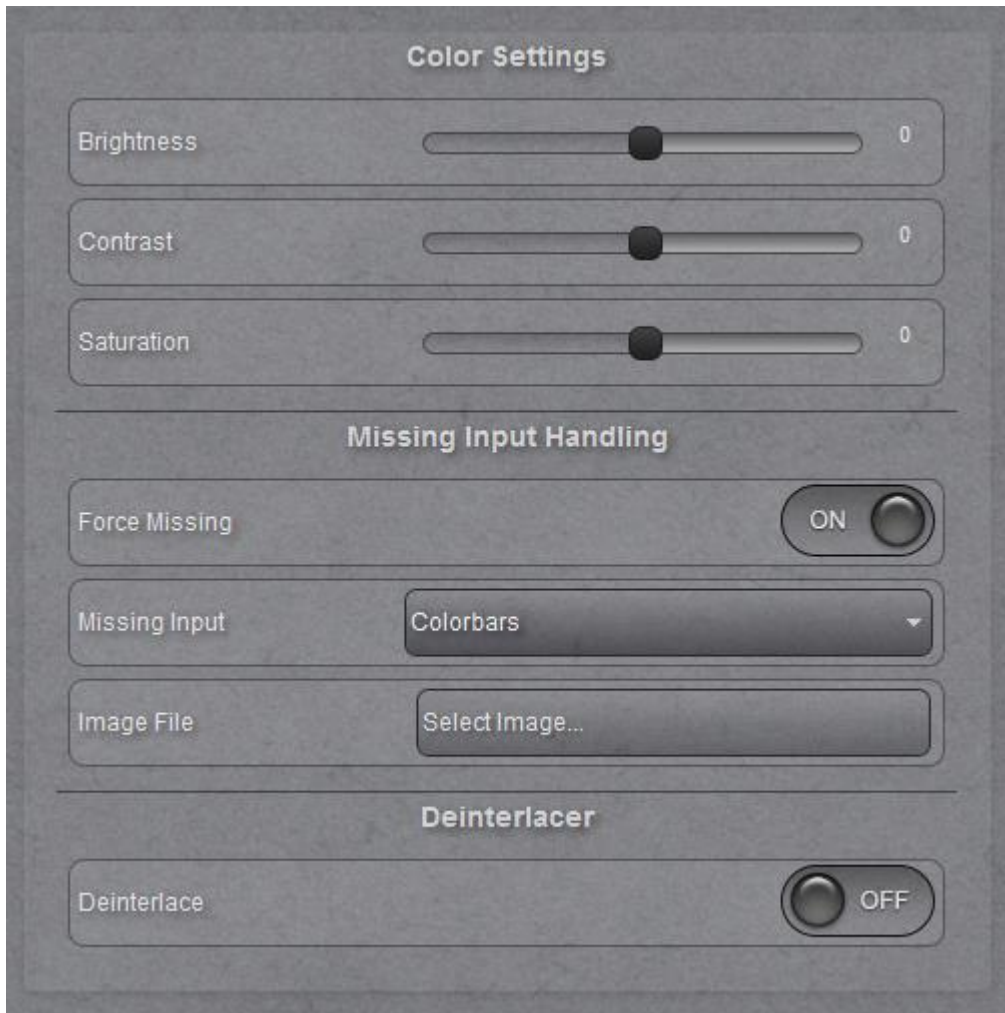 Color Settings
Brightness 0
Contrast 0
Saturation 0
Missing Input Handling
Force Missing ON
Missing Input Colorbars
Image File Select Image...
Deinterlacer
Deinterlace OFF